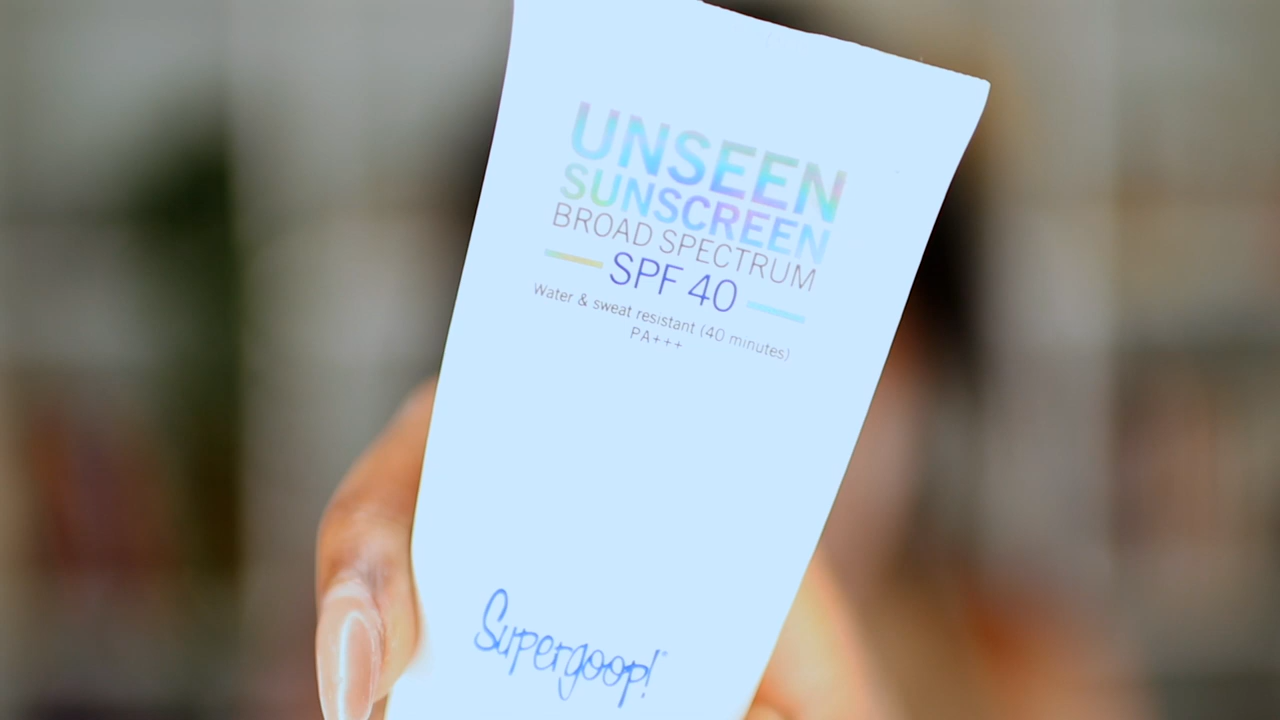 UNSEEN
SUNSCREEN
BROAD SPECTRUM
SPF 40
Water & sweat resistant (40 minutes)
PA+++
Supergoop!